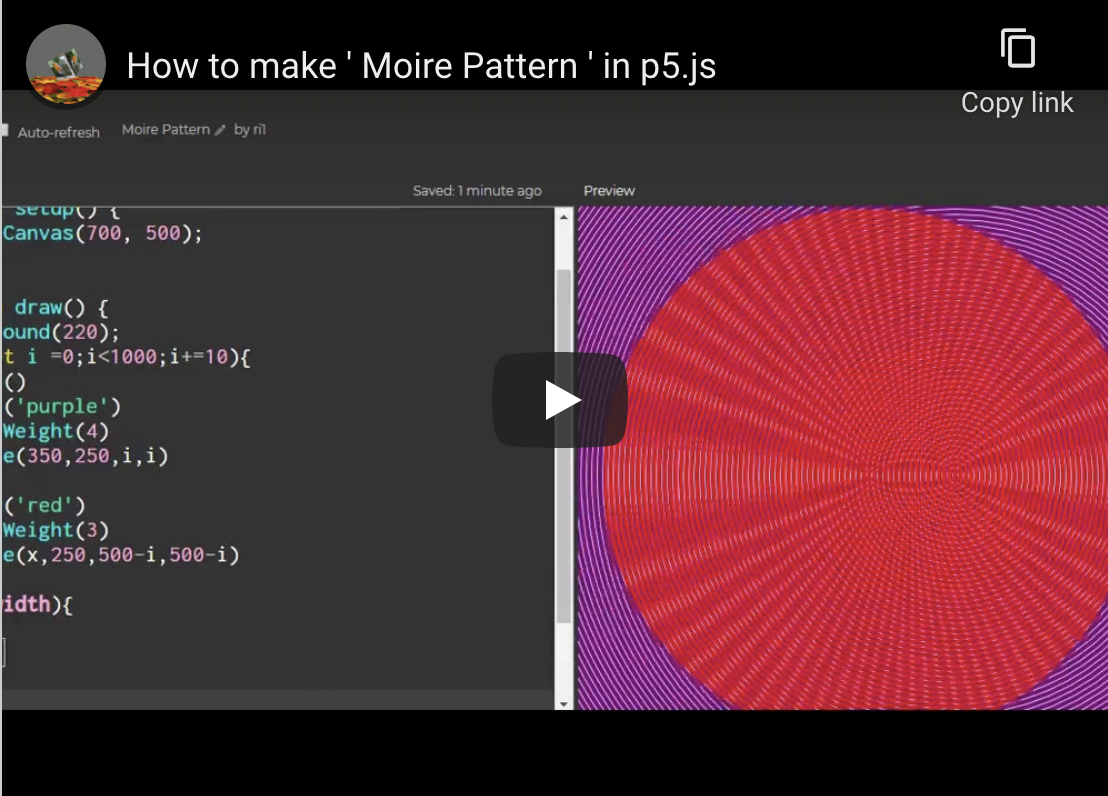 How to make ' Moire Pattern ' in p5.js
Copy link
Auto-refresh
Moire Pattern by ri1
Saved: 1 minute ago
Preview
setup() {
Canvas(700, 500);
draw() {
ound(220);
t i =0;i<1000;i+=10){
()
('purple')
Weight(4)
e(350,250,i,i)
('red')
Weight(3)
e(x,250,500-i,500-i)
idth){